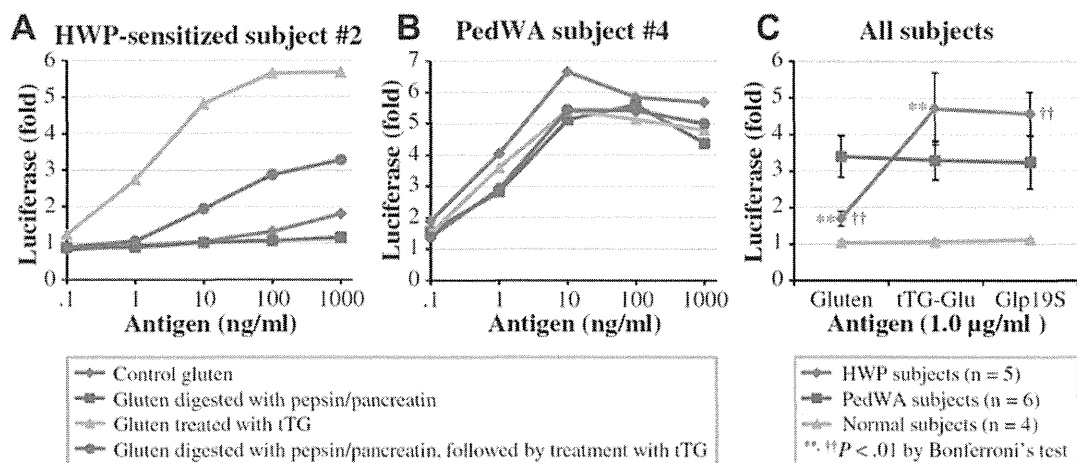 A HWP-sensitized subject #2
Luciferase (fold)
6
5
4
3
2
1
0
.1 1 10 100 1000
Antigen (ng/ml)
B PedWA subject #4
Luciferase (fold)
7
6
5
4
3
2
1
0
.1 1 10 100 1000
Antigen (ng/ml)
C All subjects
Luciferase (fold)
6
5
4
3
2
1
0
**
††
**
††
Gluten tTG-Glu Glp19S
Antigen (1.0 µg/ml )
Control gluten
Gluten digested with pepsin/pancreatin
Gluten treated with tTG
Gluten digested with pepsin/pancreatin, followed by treatment with tTG
HWP subjects (n = 5)
PedWA subjects (n = 6)
Normal subjects (n = 4)
**, ††P < .01 by Bonferroni's test